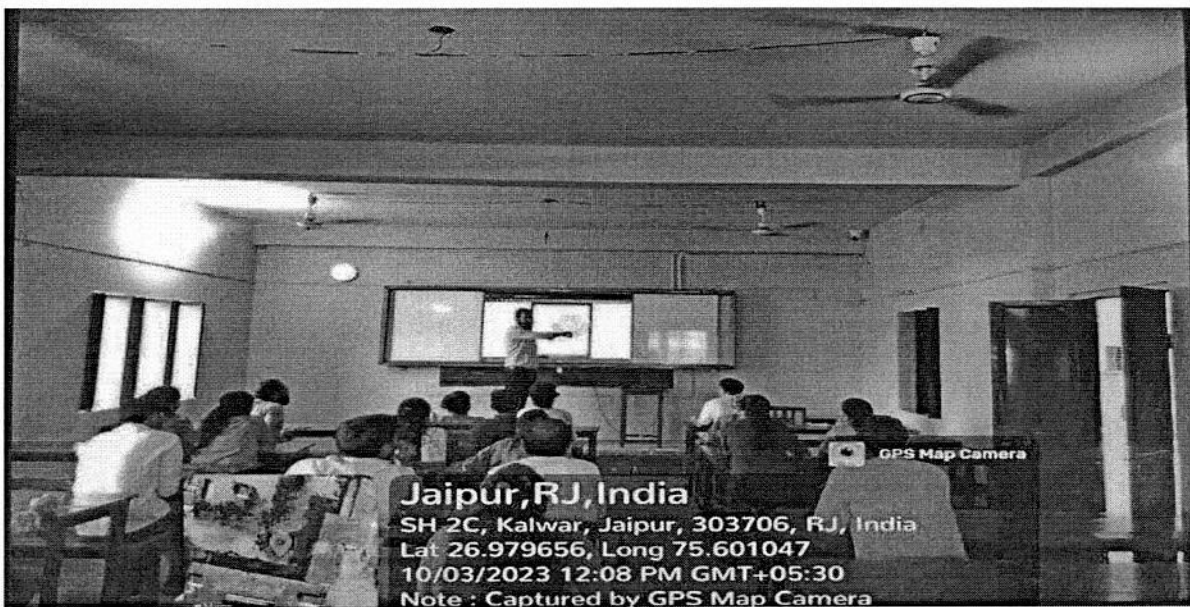 GPS Map Camera
Jaipur,RJ,India
SH 2C, Kalwar, Jaipur, 303706, RJ, India
Lat 26.979656, Long 75.601047
10/03/2023 12:08 PM GMT+05:30
Note : Captured by GPS Map Camera